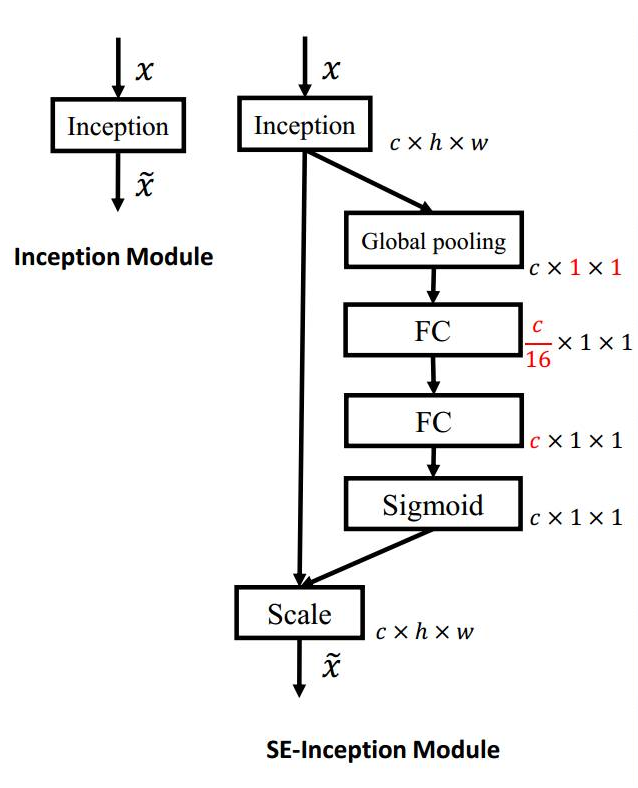 x
Inception
x̃
Inception Module
x
Inception
c × h × w
Global pooling
c × 1 × 1
FC
c/16 × 1 × 1
FC
c × 1 × 1
Sigmoid
c × 1 × 1
Scale
c × h × w
x̃
SE-Inception Module